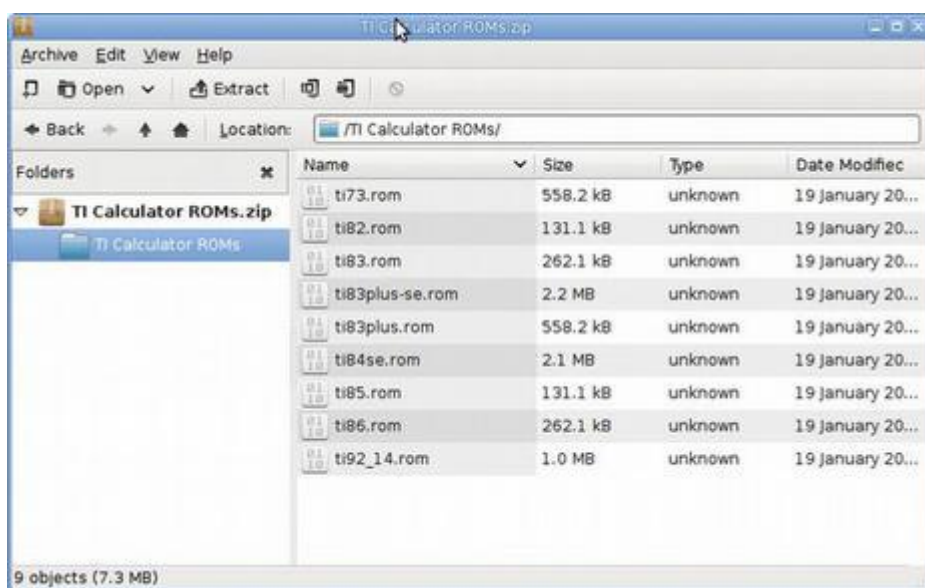 TI Calculator ROMs.zip
Archive Edit View Help
Open Extract
Back Location: /TI Calculator ROMs/
Folders
TI Calculator ROMs.zip
TI Calculator ROMs
Name Size Type Date Modified
ti73.rom 558.2 kB unknown 19 January 20...
ti82.rom 131.1 kB unknown 19 January 20...
ti83.rom 262.1 kB unknown 19 January 20...
ti83plus-se.rom 2.2 MB unknown 19 January 20...
ti83plus.rom 558.2 kB unknown 19 January 20...
ti84se.rom 2.1 MB unknown 19 January 20...
ti85.rom 131.1 kB unknown 19 January 20...
ti86.rom 262.1 kB unknown 19 January 20...
ti92_14.rom 1.0 MB unknown 19 January 20...
9 objects (7.3 MB)